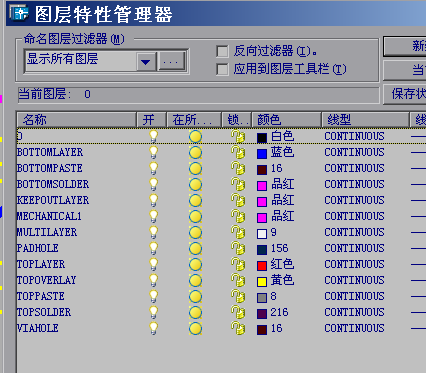 图层特性管理器
命名图层过滤器(M)
显示所有图层
...
反向过滤器(I)。
应用到图层工具栏(T)
当前图层: 0
保存状
名称 开 在所... 锁.. 颜色 线型
0 白色 CONTINUOUS
BOTTOMLAYER 蓝色 CONTINUOUS
BOTTOMPASTE 16 CONTINUOUS
BOTTOMSOLDER 品红 CONTINUOUS
KEEPOUTLAYER 品红 CONTINUOUS
MECHANICAL1 品红 CONTINUOUS
MULTILAYER 9 CONTINUOUS
PADHOLE 156 CONTINUOUS
TOPLAYER 红色 CONTINUOUS
TOPOVERLAY 黄色 CONTINUOUS
TOPPASTE 8 CONTINUOUS
TOPSOLDER 216 CONTINUOUS
VIAHOLE 16 CONTINUOUS